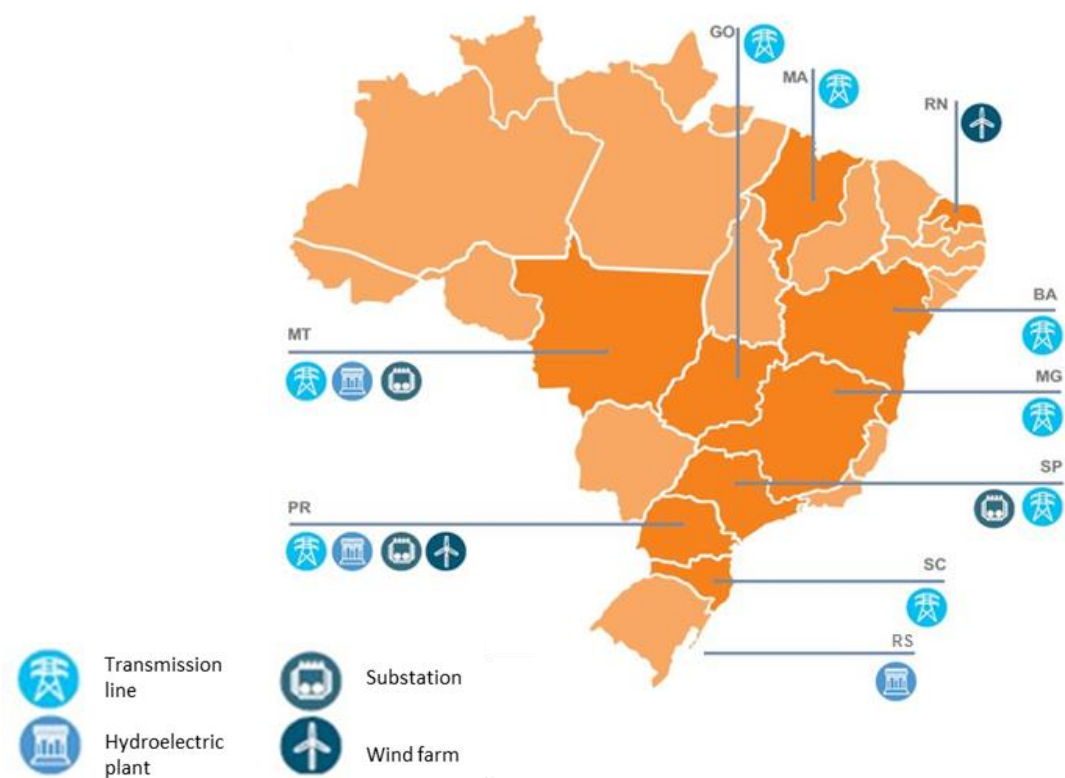 GO
MA
RN
BA
MT
MG
SP
PR
SC
RS
Transmission
line
Substation
Hydroelectric
plant
Wind farm